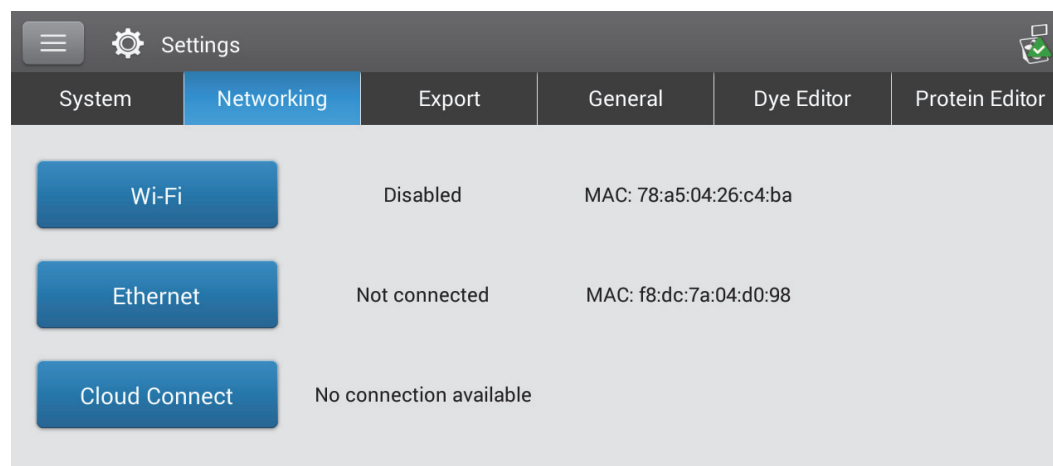 Settings
System Networking Export General Dye Editor Protein Editor
Wi-Fi Disabled MAC: 78:a5:04:26:c4:ba
Ethernet Not connected MAC: f8:dc:7a:04:d0:98
Cloud Connect No connection available